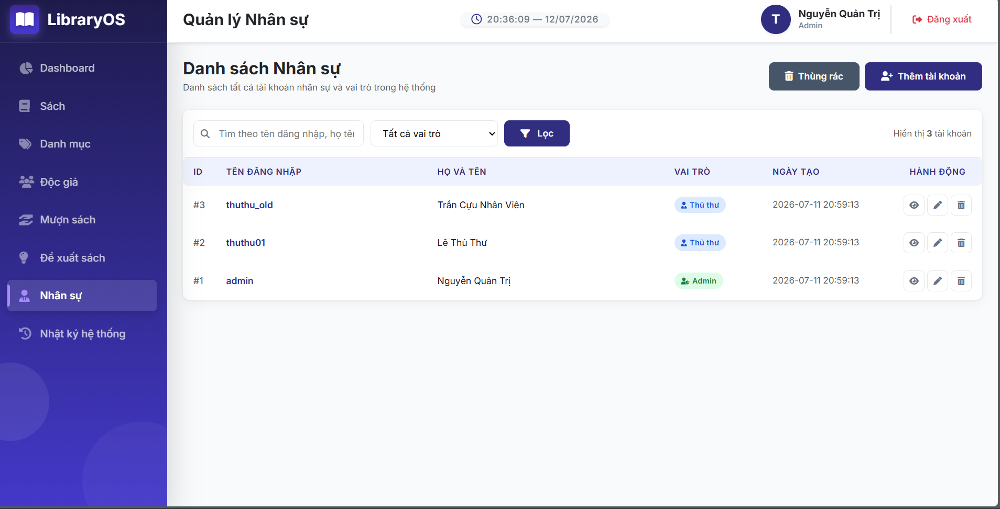 LibraryOS
Quản lý Nhân sự
20:36:09 — 12/07/2026
T
Nguyễn Quản Trị
Admin
Đăng xuất
Dashboard
Sách
Danh mục
Độc giả
Mượn sách
Đề xuất sách
Nhân sự
Nhật ký hệ thống
Danh sách Nhân sự
Danh sách tất cả tài khoản nhân sự và vai trò trong hệ thống
Thùng rác
Thêm tài khoản
Tìm theo tên đăng nhập, họ tên
Tất cả vai trò
Lọc
Hiển thị 3 tài khoản
ID TÊN ĐĂNG NHẬP HỌ VÀ TÊN VAI TRÒ NGÀY TẠO HÀNH ĐỘNG
#3 thuthu_old Trần Cựu Nhân Viên Thủ thư 2026-07-11 20:59:13
#2 thuthu01 Lê Thủ Thư Thủ thư 2026-07-11 20:59:13
#1 admin Nguyễn Quản Trị Admin 2026-07-11 20:59:13